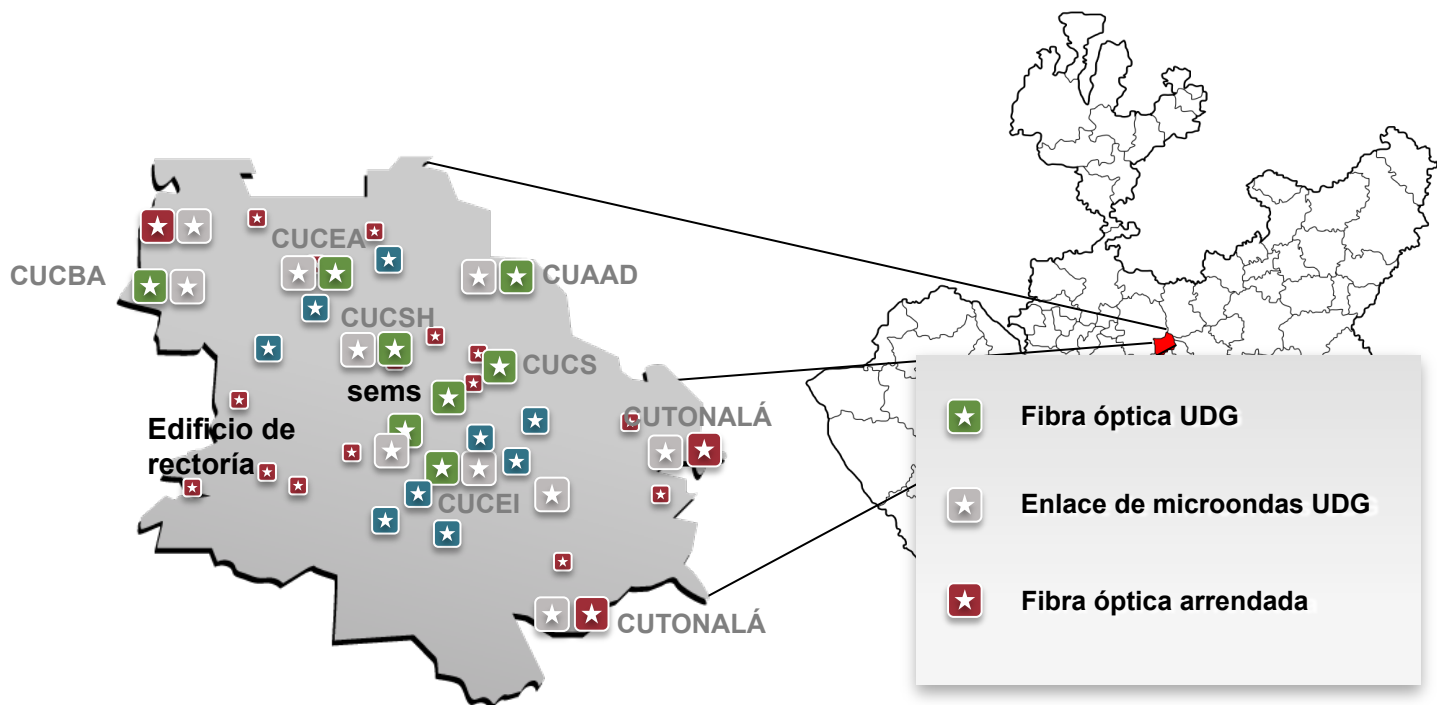 CUCEA
CUCBA
CUAAD
CUCSH
CUCS
sems
CUTONALÁ
Edificio de
rectoría
CUCEI
CUTONALÁ
Fibra óptica UDG
Enlace de microondas UDG
Fibra óptica arrendada